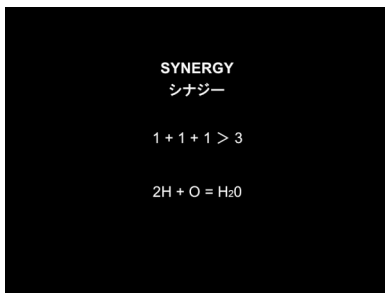 SYNERGY
シナジー
1 + 1 + 1 > 3
2H + O = H₂0